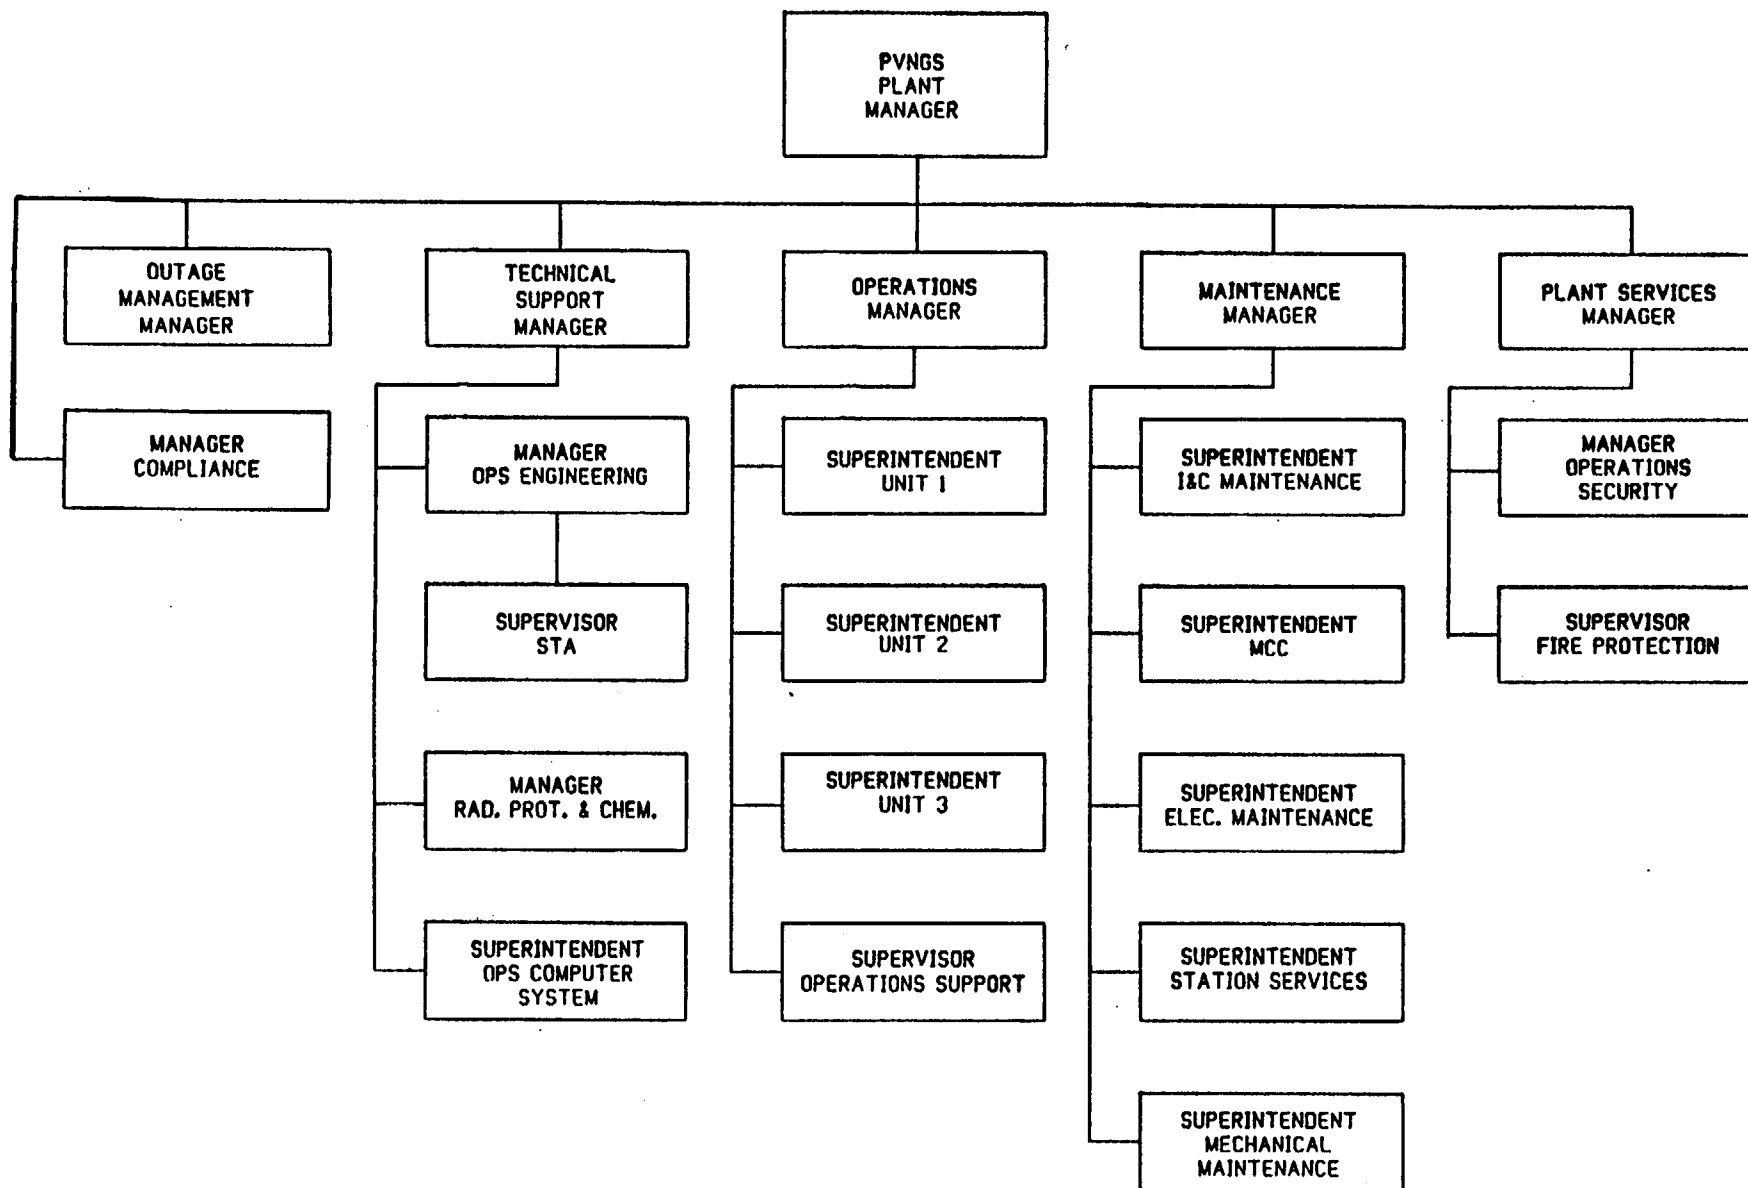 PVNGS
PLANT
MANAGER
OUTAGE
MANAGEMENT
MANAGER
TECHNICAL
SUPPORT
MANAGER
OPERATIONS
MANAGER
MAINTENANCE
MANAGER
PLANT SERVICES
MANAGER
MANAGER
COMPLIANCE
MANAGER
OPS ENGINEERING
SUPERINTENDENT
UNIT 1
SUPERINTENDENT
I&C MAINTENANCE
MANAGER
OPERATIONS
SECURITY
SUPERVISOR
STA
SUPERINTENDENT
UNIT 2
SUPERINTENDENT
MCC
SUPERVISOR
FIRE PROTECTION
MANAGER
RAD. PROT. & CHEM.
SUPERINTENDENT
UNIT 3
SUPERINTENDENT
ELEC. MAINTENANCE
SUPERINTENDENT
OPS COMPUTER
SYSTEM
SUPERVISOR
OPERATIONS SUPPORT
SUPERINTENDENT
STATION SERVICES
SUPERINTENDENT
MECHANICAL
MAINTENANCE